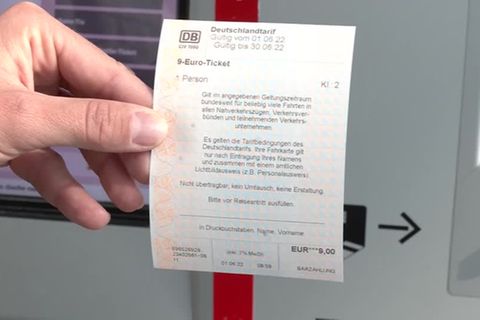 DB
Deutschlandtarif
Gültig vom 01.06.22
Gültig bis 30.06.22
9-Euro-Ticket
1 Person Kl.: 2
Gilt im angegebenen Geltungszeitraum
bundesweit für beliebig viele Fahrten in
allen Nahverkehrszügen, Verkehrsver-
bünden und teilnehmenden Verkehrs-
unternehmen.
Es gelten die Tarifbedingungen des
Deutschlandtarifs. Ihre Fahrkarte gilt
nur nach Eintragung Ihres Namens
und zusammen mit einem amtlichen
Lichtbildausweis (z.B. Personalausweis).
Nicht übertragbar, kein Umtausch, keine Erstattung.
Bitte vor Reiseantritt ausfüllen.
in Druckbuchstaben, Name, Vorname
EUR***9,00
inkl. 7% MwSt
01.06.22
BARZAHLUNG